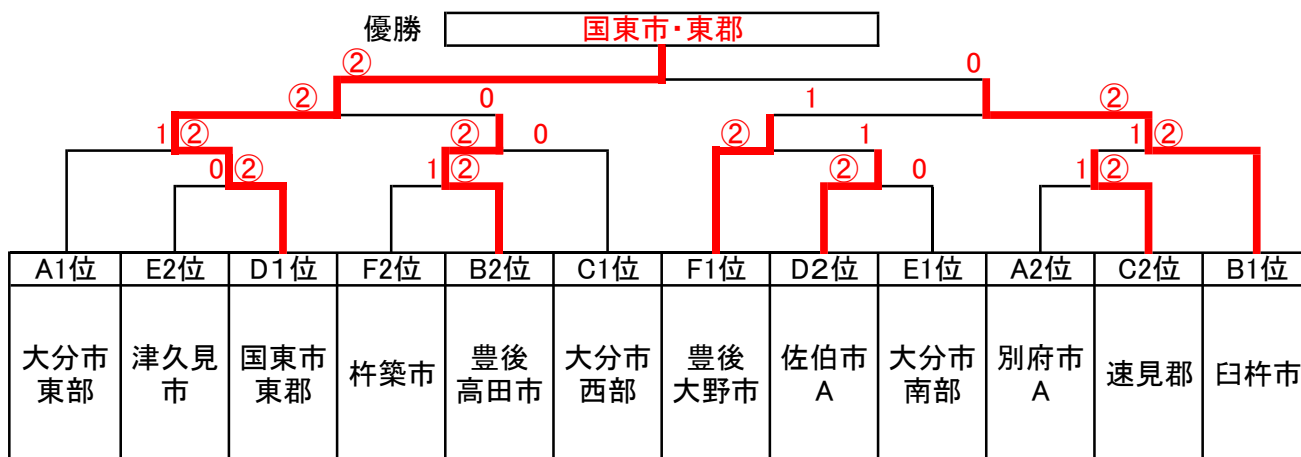 優勝 国東市・東郡
② 0
② 0 1 ②
1 ② ② 0 ② 1 1 ②
0 ② 1 ② ② 0 1 ②
A1位 E2位 D1位 F2位 B2位 C1位 F1位 D2位 E1位 A2位 C2位 B1位
大分市 津久見 国東市 杵築市 豊後 大分市 豊後 佐伯市 大分市 別府市 速見郡 臼杵市
東部 市 東郡 高田市 西部 大野市 A 南部 A